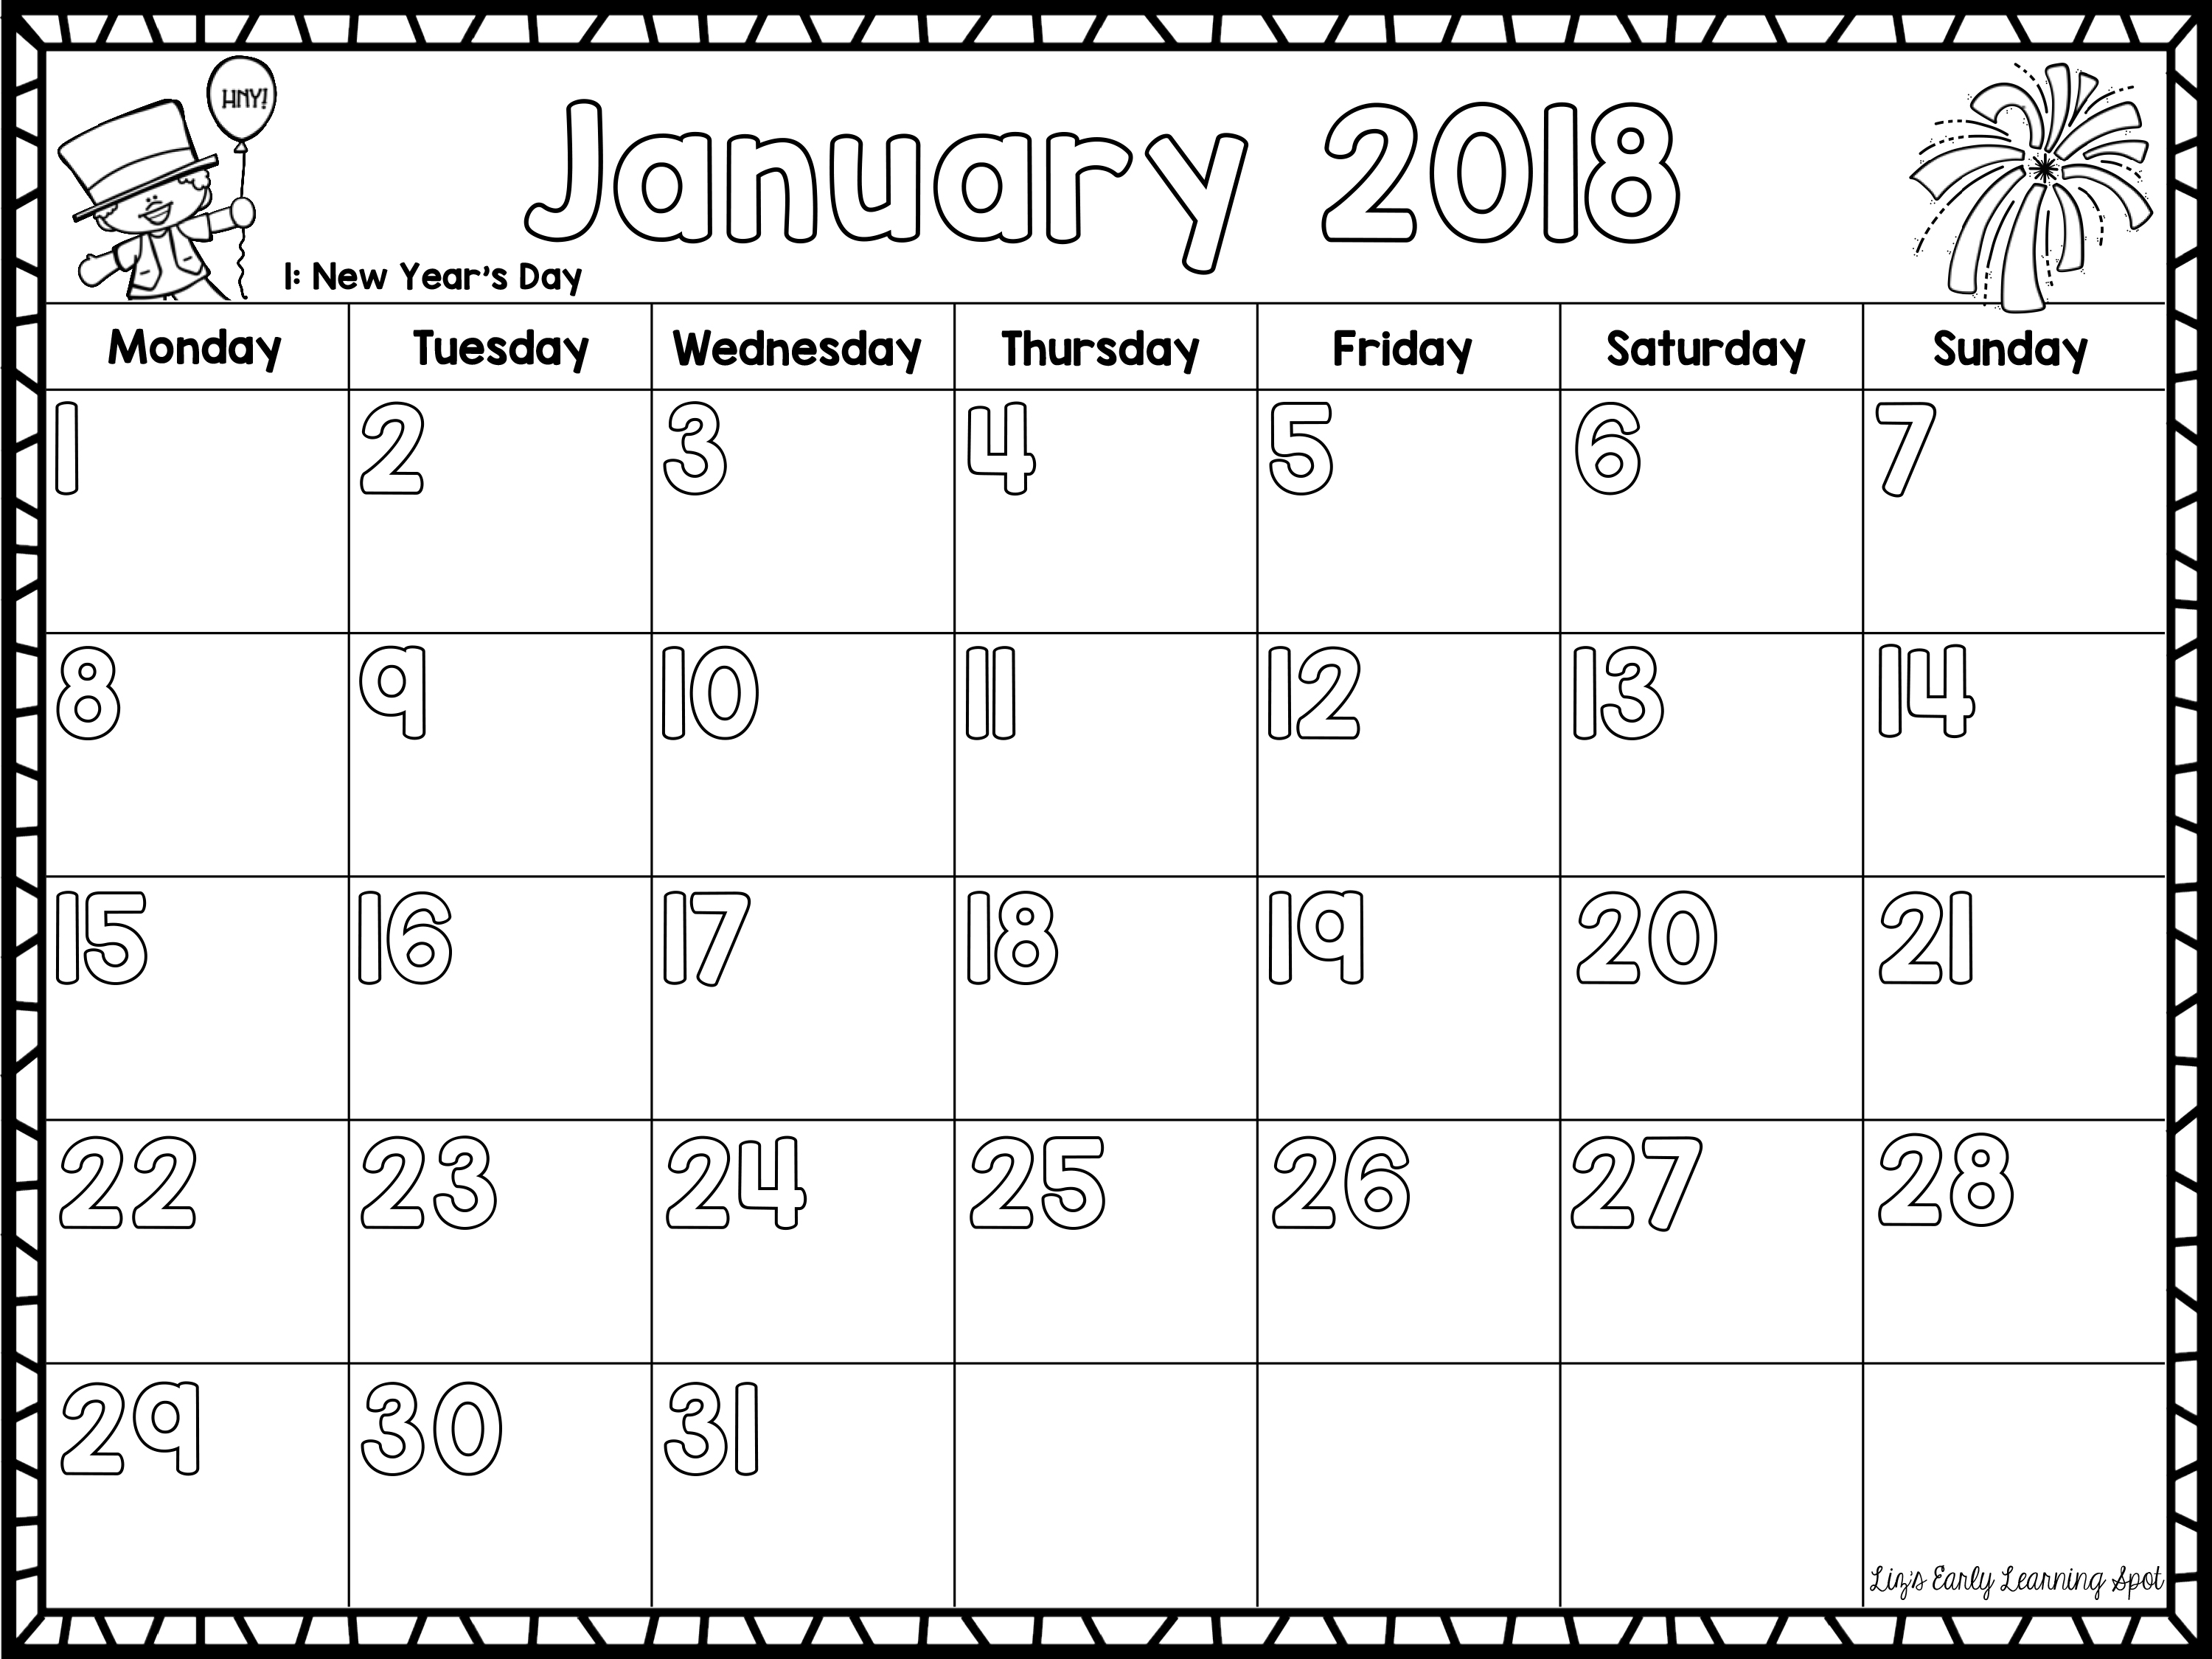 HNY!
January 2018
1: New Year's Day
Monday Tuesday Wednesday Thursday Friday Saturday Sunday
1 2 3 4 5 6 7
8 9 10 11 12 13 14
15 16 17 18 19 20 21
22 23 24 25 26 27 28
29 30 31
Liz's Early Learning Spot